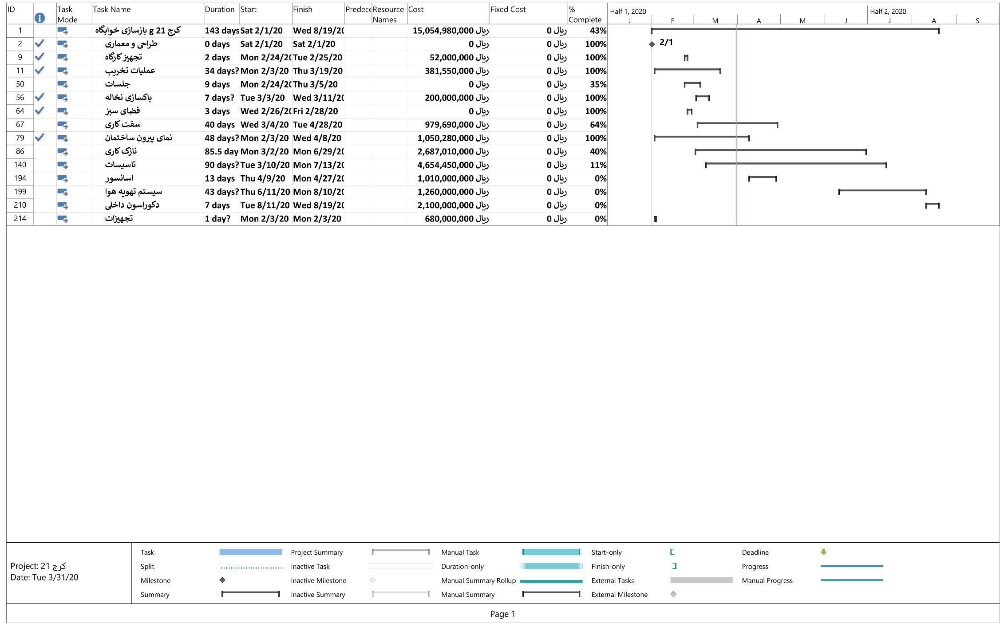 ID Task Mode Task Name Duration Start Finish Predece Resource Names Cost Fixed Cost % Complete Half 1, 2020 Half 2, 2020
J F M A M J J A S
1 بازسازی خوابگاه g 21 کرج 143 days Sat 2/1/20 Wed 8/19/20 15,054,980,000 ریال 0 ریال 43%
2 طراحی و معماری 0 days Sat 2/1/20 Sat 2/1/20 0 ریال 0 ریال 100% 2/1
9 تجهیز کارگاه 2 days Mon 2/24/20 Tue 2/25/20 52,000,000 ریال 0 ریال 100%
11 عملیات تخریب 34 days? Mon 2/3/20 Thu 3/19/20 381,550,000 ریال 0 ریال 100%
50 جلسات 9 days Mon 2/24/20 Thu 3/5/20 0 ریال 0 ریال 35%
56 پاکسازی نخاله 7 days? Tue 3/3/20 Wed 3/11/20 200,000,000 ریال 0 ریال 100%
64 فضای سبز 3 days Wed 2/26/20 Fri 2/28/20 0 ریال 0 ریال 100%
67 سفت کاری 40 days Wed 3/4/20 Tue 4/28/20 979,690,000 ریال 0 ریال 64%
79 نمای بیرون ساختمان 48 days? Mon 2/3/20 Wed 4/8/20 1,050,280,000 ریال 0 ریال 100%
86 نازک کاری 85.5 day Mon 3/2/20 Mon 6/29/20 2,687,010,000 ریال 0 ریال 40%
140 تاسیسات 90 days? Tue 3/10/20 Mon 7/13/20 4,654,450,000 ریال 0 ریال 11%
194 اسانسور 13 days Thu 4/9/20 Mon 4/27/20 1,010,000,000 ریال 0 ریال 0%
199 سیستم تهویه هوا 43 days? Thu 6/11/20 Mon 8/10/20 1,260,000,000 ریال 0 ریال 0%
210 دکوراسون داخلی 7 days Tue 8/11/20 Wed 8/19/20 2,100,000,000 ریال 0 ریال 0%
214 تجهیزات 1 day? Mon 2/3/20 Mon 2/3/20 680,000,000 ریال 0 ریال 0%
Project: 21 کرج
Date: Tue 3/31/20
Task Project Summary Manual Task Start-only Deadline
Split Inactive Task Duration-only Finish-only Progress
Milestone Inactive Milestone Manual Summary Rollup External Tasks Manual Progress
Summary Inactive Summary Manual Summary External Milestone
Page 1